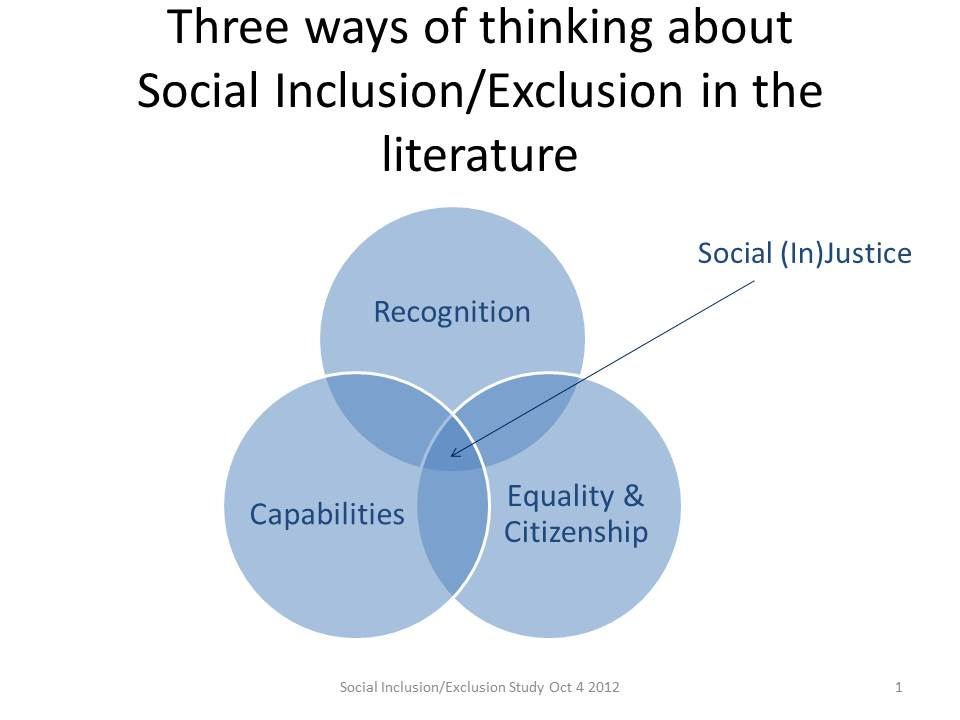 Three ways of thinking about
Social Inclusion/Exclusion in the
literature
Social (In)Justice
Recognition
Capabilities
Equality &
Citizenship
Social Inclusion/Exclusion Study Oct 4 2012
1